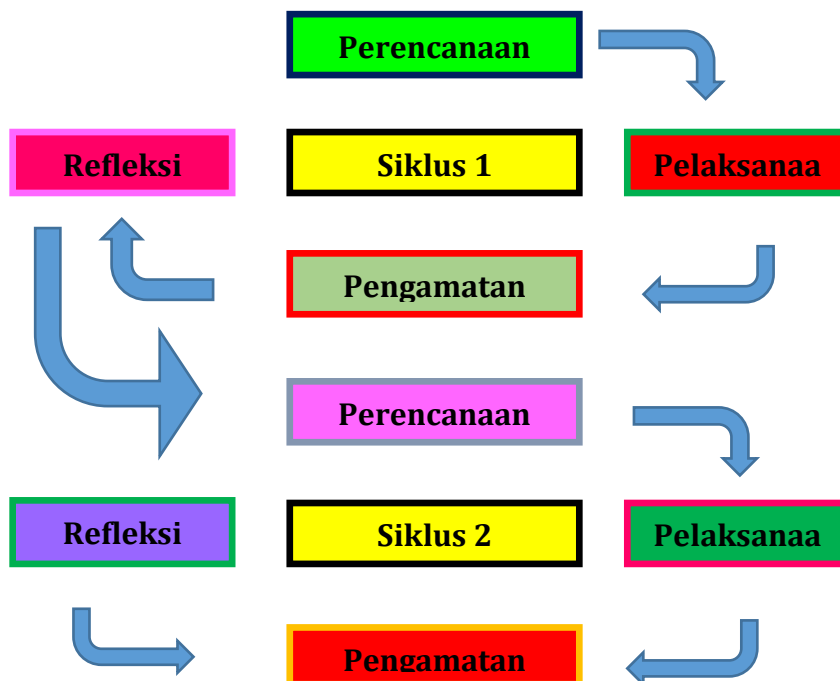 Perencanaan
Refleksi
Siklus 1
Pelaksanaa
Pengamatan
Perencanaan
Refleksi
Siklus 2
Pelaksanaa
Pengamatan